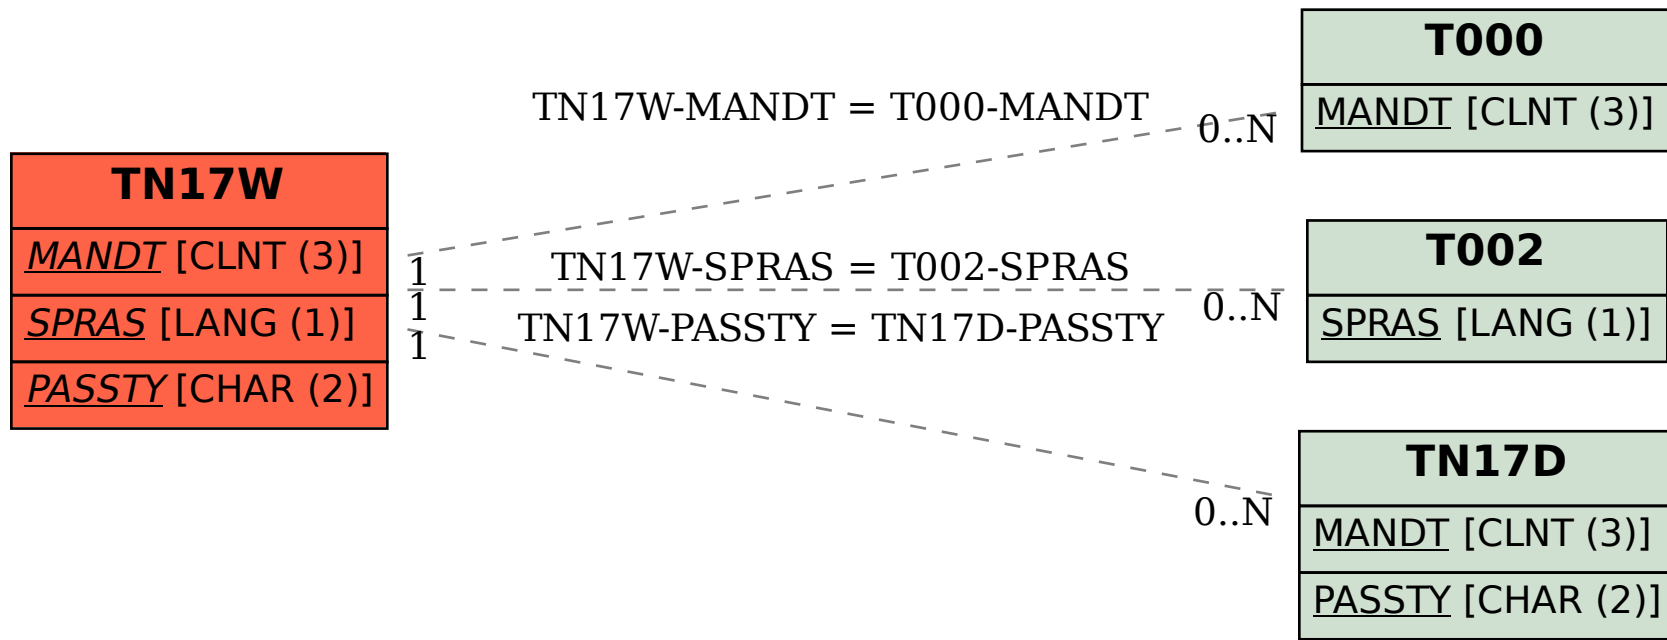 TN17W
MANDT [CLNT (3)]
SPRAS [LANG (1)]
PASSTY [CHAR (2)]
TN17W-MANDT = T000-MANDT
1
0..N
TN17W-SPRAS = T002-SPRAS
1
0..N
TN17W-PASSTY = TN17D-PASSTY
1
0..N
T000
MANDT [CLNT (3)]
T002
SPRAS [LANG (1)]
TN17D
MANDT [CLNT (3)]
PASSTY [CHAR (2)]